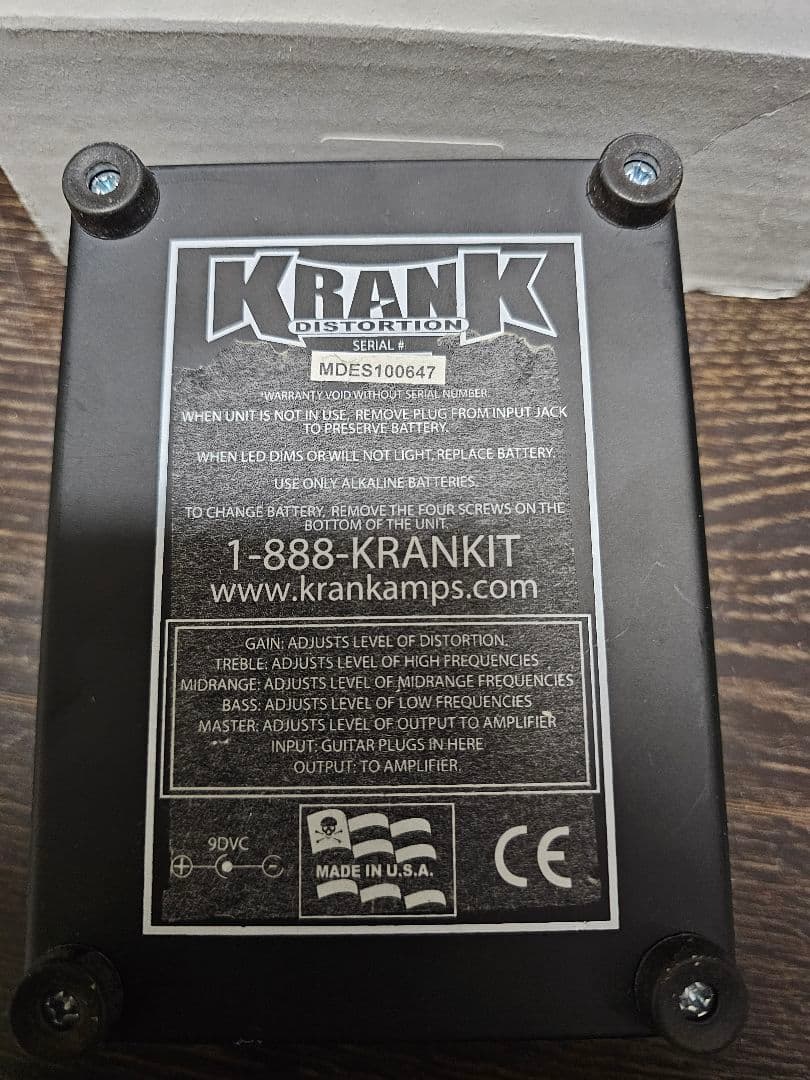 KRANK
DISTORTION
SERIAL #
MDES100647
*WARRANTY VOID WITHOUT SERIAL NUMBER.
WHEN UNIT IS NOT IN USE, REMOVE PLUG FROM INPUT JACK
TO PRESERVE BATTERY.
WHEN LED DIMS OR WILL NOT LIGHT, REPLACE BATTERY.
USE ONLY ALKALINE BATTERIES.
TO CHANGE BATTERY, REMOVE THE FOUR SCREWS ON THE
BOTTOM OF THE UNIT.
1-888-KRANKIT
www.krankamps.com
GAIN: ADJUSTS LEVEL OF DISTORTION.
TREBLE: ADJUSTS LEVEL OF HIGH FREQUENCIES
MIDRANGE: ADJUSTS LEVEL OF MIDRANGE FREQUENCIES
BASS: ADJUSTS LEVEL OF LOW FREQUENCIES
MASTER: ADJUSTS LEVEL OF OUTPUT TO AMPLIFIER
INPUT: GUITAR PLUGS IN HERE
OUTPUT: TO AMPLIFIER.
9DVC
MADE IN U.S.A.
CE